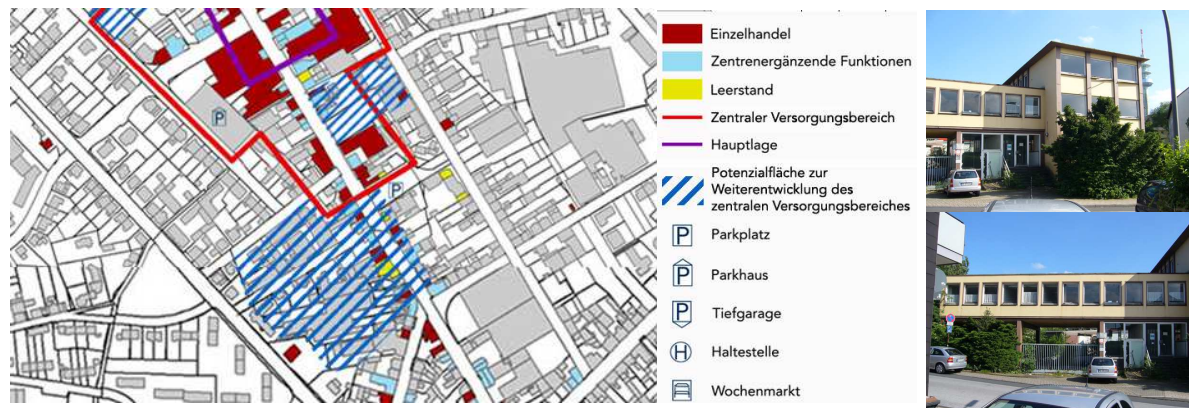 Einzelhandel
Zentrenergänzende Funktionen
Leerstand
Zentraler Versorgungsbereich
Hauptlage
Potenzialfläche zur
Weiterentwicklung des
zentralen Versorgungsbereiches
P Parkplatz
P Parkhaus
P Tiefgarage
H Haltestelle
Wochenmarkt
P
P